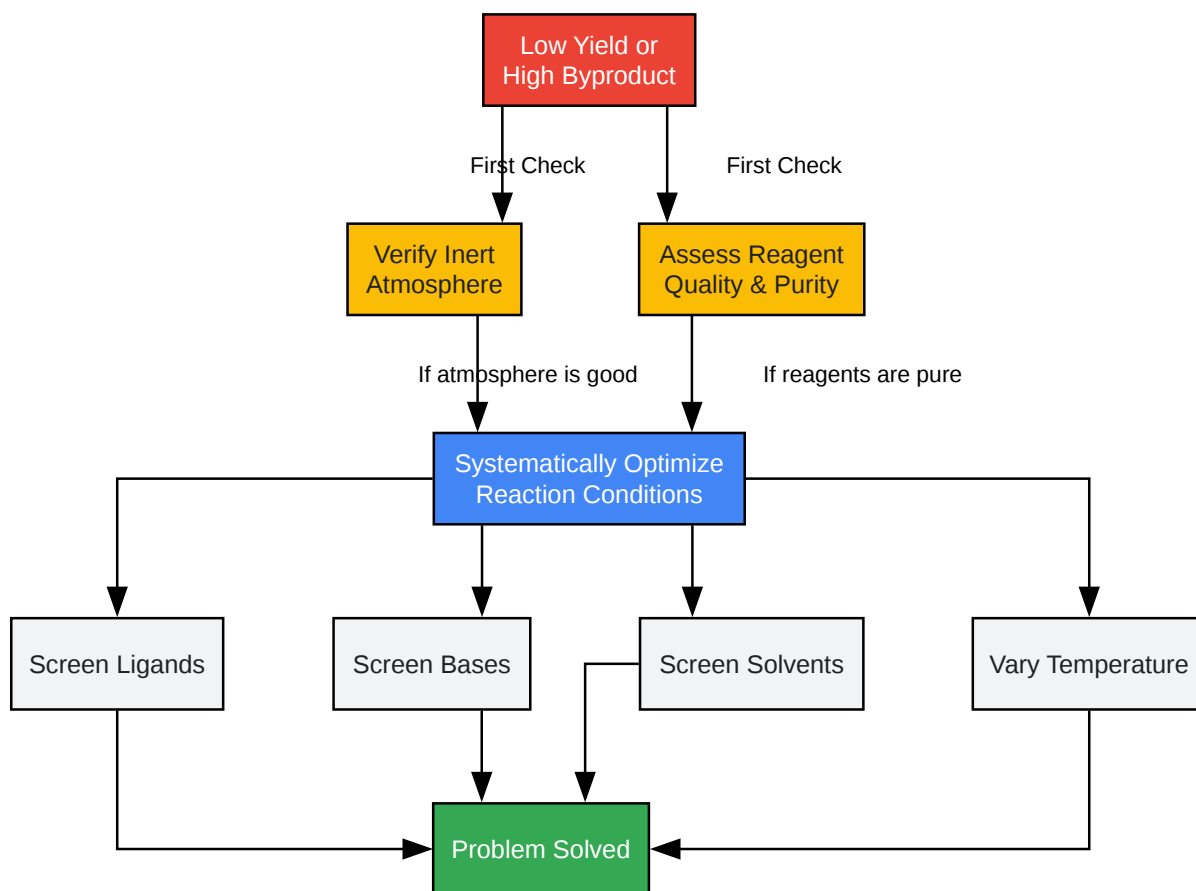 Low Yield or
High Byproduct
First Check
First Check
Verify Inert
Atmosphere
Assess Reagent
Quality & Purity
If atmosphere is good
If reagents are pure
Systematically Optimize
Reaction Conditions
Screen Ligands
Screen Bases
Screen Solvents
Vary Temperature
Problem Solved